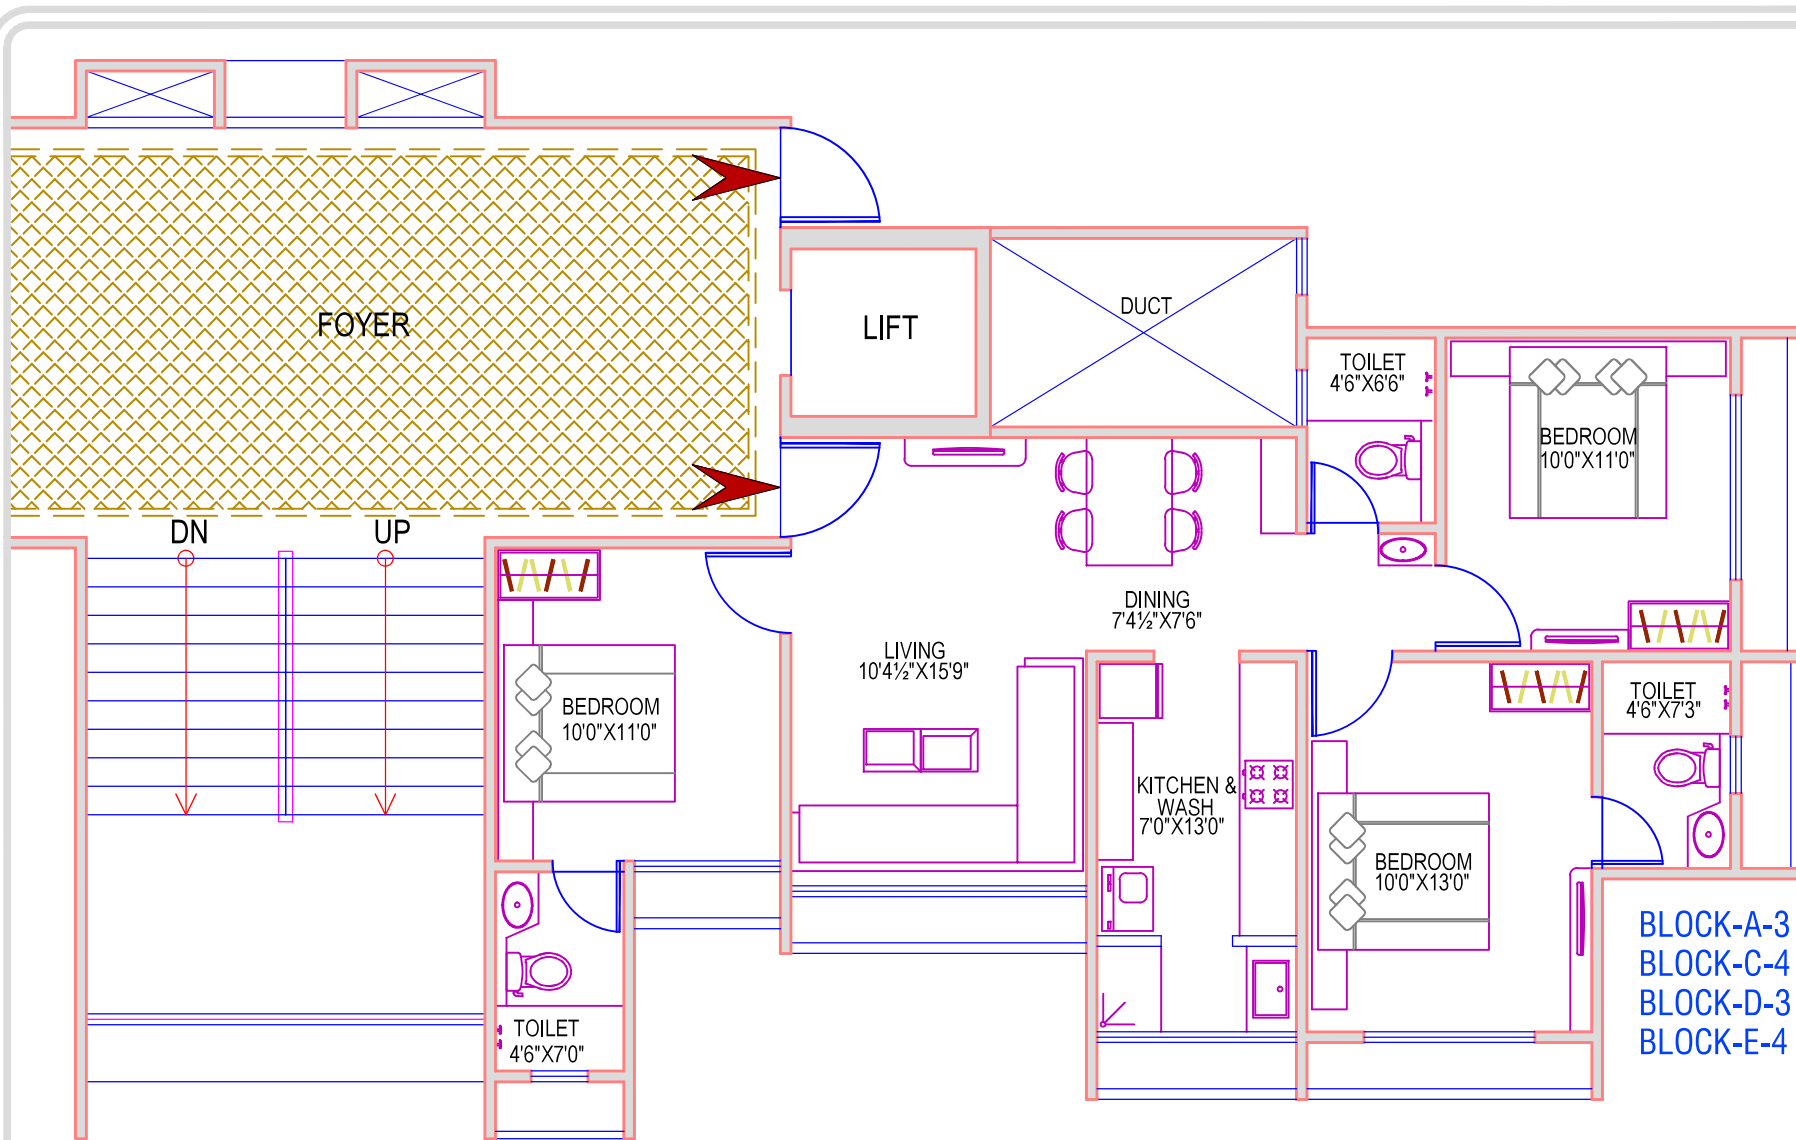 FOYER
LIFT
DUCT
TOILET
4'6"X6'6"
BEDROOM
10'0"X11'0"
DN
UP
DINING
7'4½"X7'6"
LIVING
10'4½"X15'9"
BEDROOM
10'0"X11'0"
TOILET
4'6"X7'3"
KITCHEN &
WASH
7'0"X13'0"
BEDROOM
10'0"X13'0"
TOILET
4'6"X7'0"
BLOCK-A-3
BLOCK-C-4
BLOCK-D-3
BLOCK-E-4